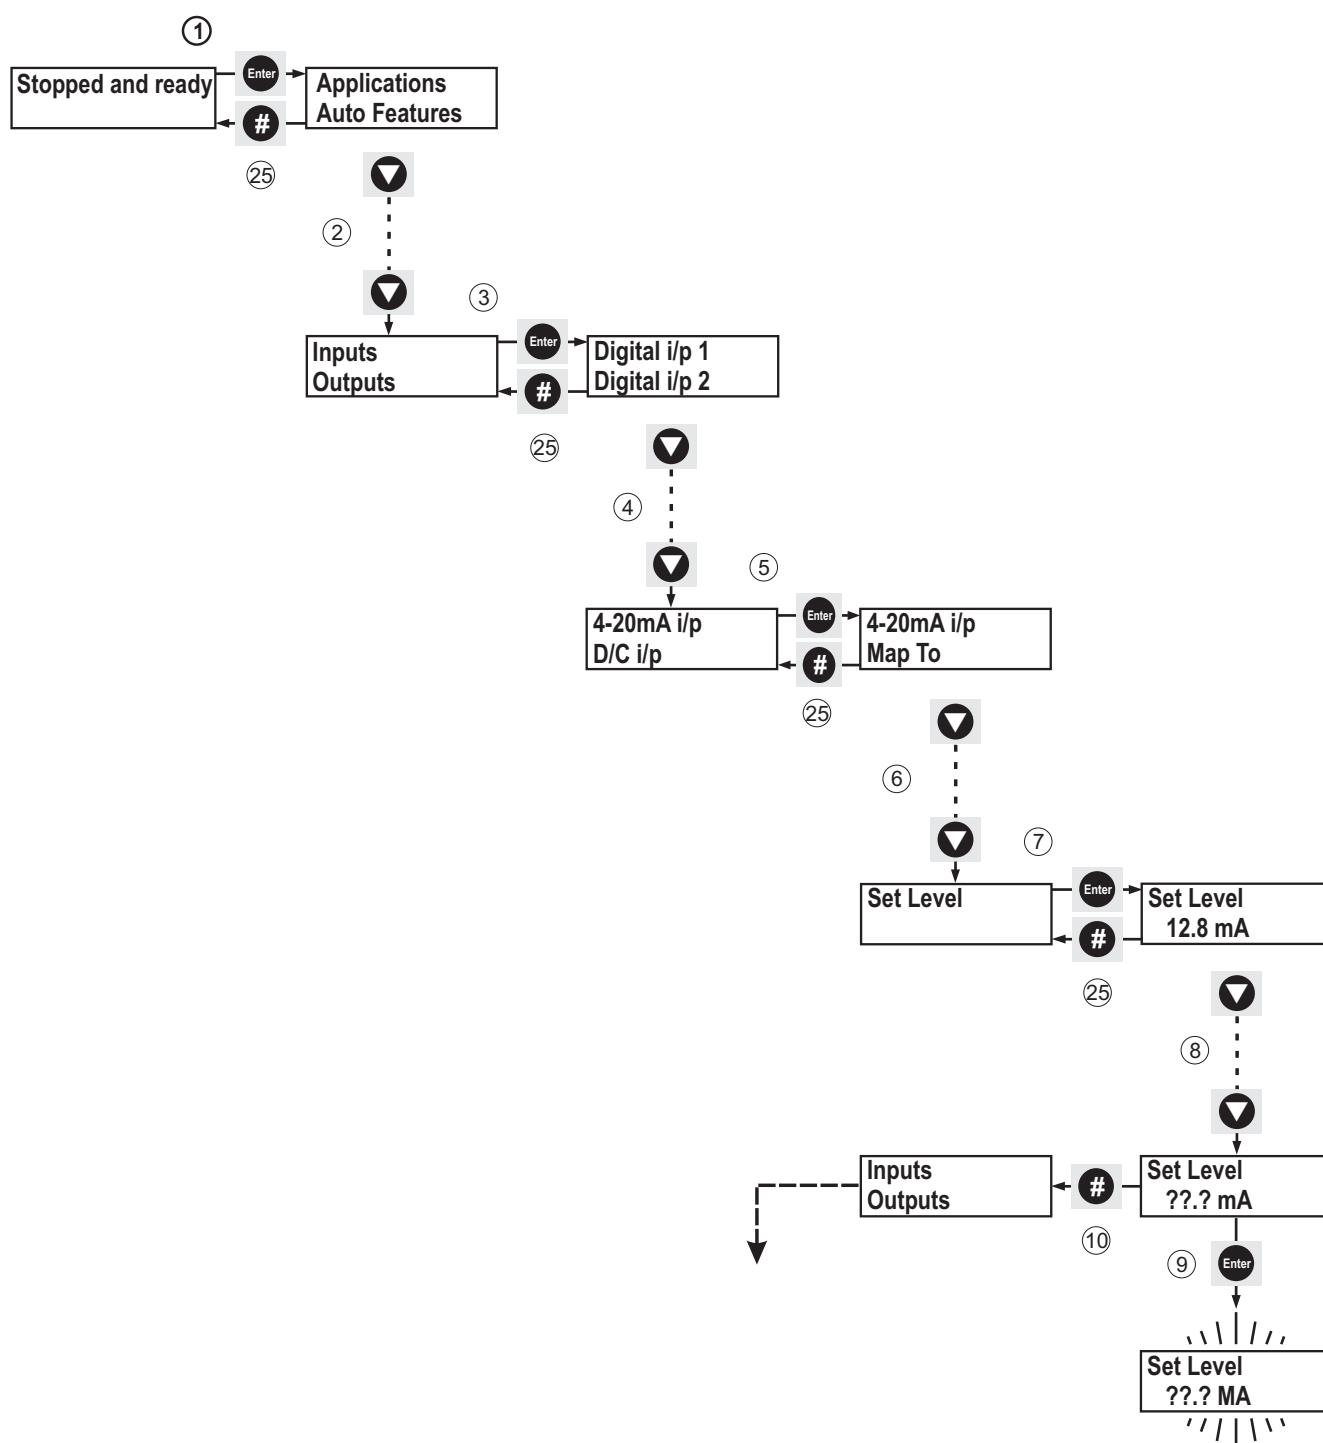 1
Stopped and ready
Enter
Applications
Auto Features
#
25
2
3
Inputs
Outputs
Enter
Digital i/p 1
Digital i/p 2
#
25
4
5
4-20mA i/p
D/C i/p
Enter
4-20mA i/p
Map To
#
25
6
7
Set Level
Enter
Set Level
12.8 mA
#
25
8
Inputs
Outputs
#
Set Level
??.? mA
10
9
Enter
Set Level
??.? MA